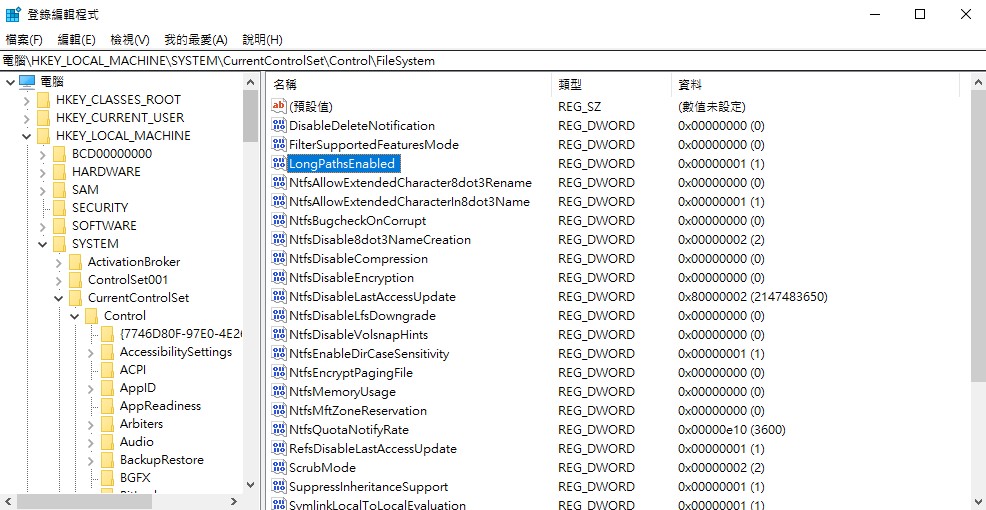 登錄編輯程式
檔案(F) 編輯(E) 檢視(V) 我的最愛(A) 說明(H)
電腦\HKEY_LOCAL_MACHINE\SYSTEM\CurrentControlSet\Control\FileSystem
電腦
HKEY_CLASSES_ROOT
HKEY_CURRENT_USER
HKEY_LOCAL_MACHINE
BCD00000000
HARDWARE
SAM
SECURITY
SOFTWARE
SYSTEM
ActivationBroker
ControlSet001
CurrentControlSet
Control
{7746D80F-97E0-4E26
AccessibilitySettings
ACPI
AppID
AppReadiness
Arbiters
Audio
BackupRestore
BGFX
名稱 類型 資料
ab (預設值) REG_SZ (數值未設定)
DisableDeleteNotification REG_DWORD 0x00000000 (0)
FilterSupportedFeaturesMode REG_DWORD 0x00000000 (0)
LongPathsEnabled REG_DWORD 0x00000001 (1)
NtfsAllowExtendedCharacter8dot3Rename REG_DWORD 0x00000000 (0)
NtfsAllowExtendedCharacterIn8dot3Name REG_DWORD 0x00000001 (1)
NtfsBugcheckOnCorrupt REG_DWORD 0x00000000 (0)
NtfsDisable8dot3NameCreation REG_DWORD 0x00000002 (2)
NtfsDisableCompression REG_DWORD 0x00000000 (0)
NtfsDisableEncryption REG_DWORD 0x00000000 (0)
NtfsDisableLastAccessUpdate REG_DWORD 0x80000002 (2147483650)
NtfsDisableLfsDowngrade REG_DWORD 0x00000000 (0)
NtfsDisableVolsnapHints REG_DWORD 0x00000000 (0)
NtfsEnableDirCaseSensitivity REG_DWORD 0x00000001 (1)
NtfsEncryptPagingFile REG_DWORD 0x00000000 (0)
NtfsMemoryUsage REG_DWORD 0x00000000 (0)
NtfsMftZoneReservation REG_DWORD 0x00000000 (0)
NtfsQuotaNotifyRate REG_DWORD 0x00000e10 (3600)
RefsDisableLastAccessUpdate REG_DWORD 0x00000001 (1)
ScrubMode REG_DWORD 0x00000002 (2)
SuppressInheritanceSupport REG_DWORD 0x00000001 (1)
SymlinkLocalToLocalEvaluation REG_DWORD 0x00000001 (1)